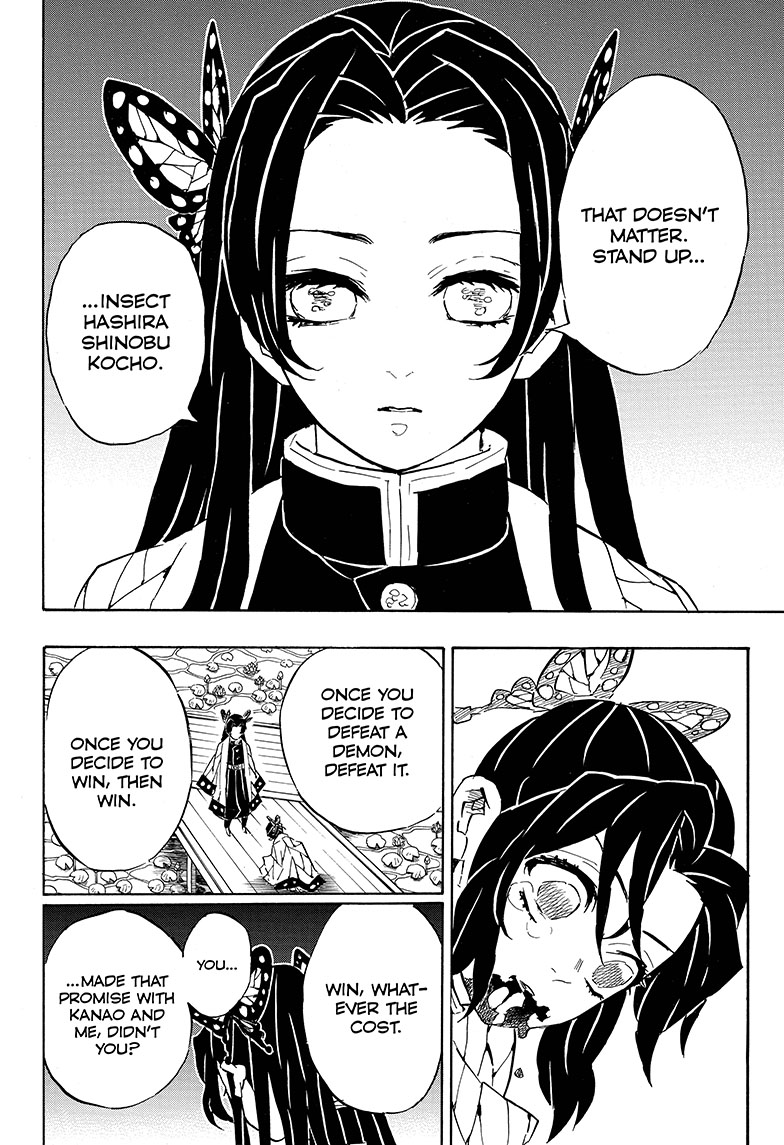 THAT DOESN'T
MATTER.
STAND UP...
...INSECT
HASHIRA
SHINOBU
KOCHO.
ONCE YOU
DECIDE TO
DEFEAT A
DEMON,
DEFEAT IT.
ONCE YOU
DECIDE TO
WIN, THEN
WIN.
WIN, WHAT-
EVER THE
COST.
YOU...
...MADE THAT
PROMISE WITH
KANAO AND
ME, DIDN'T
YOU?